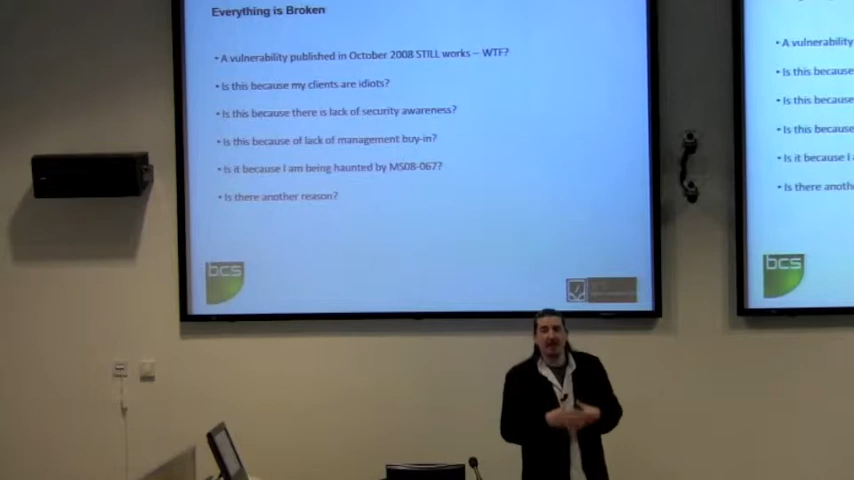 Everything is Broken
• A vulnerability published in October 2008 STILL works – WTF?
• Is this because my clients are idiots?
• Is this because there is lack of security awareness?
• Is this because of lack of management buy-in?
• Is it because I am being haunted by MS08-067?
• Is there another reason?
bcs
• A vulnerability
• Is this because
• Is this because
• Is this because
• Is it because I
• Is there anoth
bcs